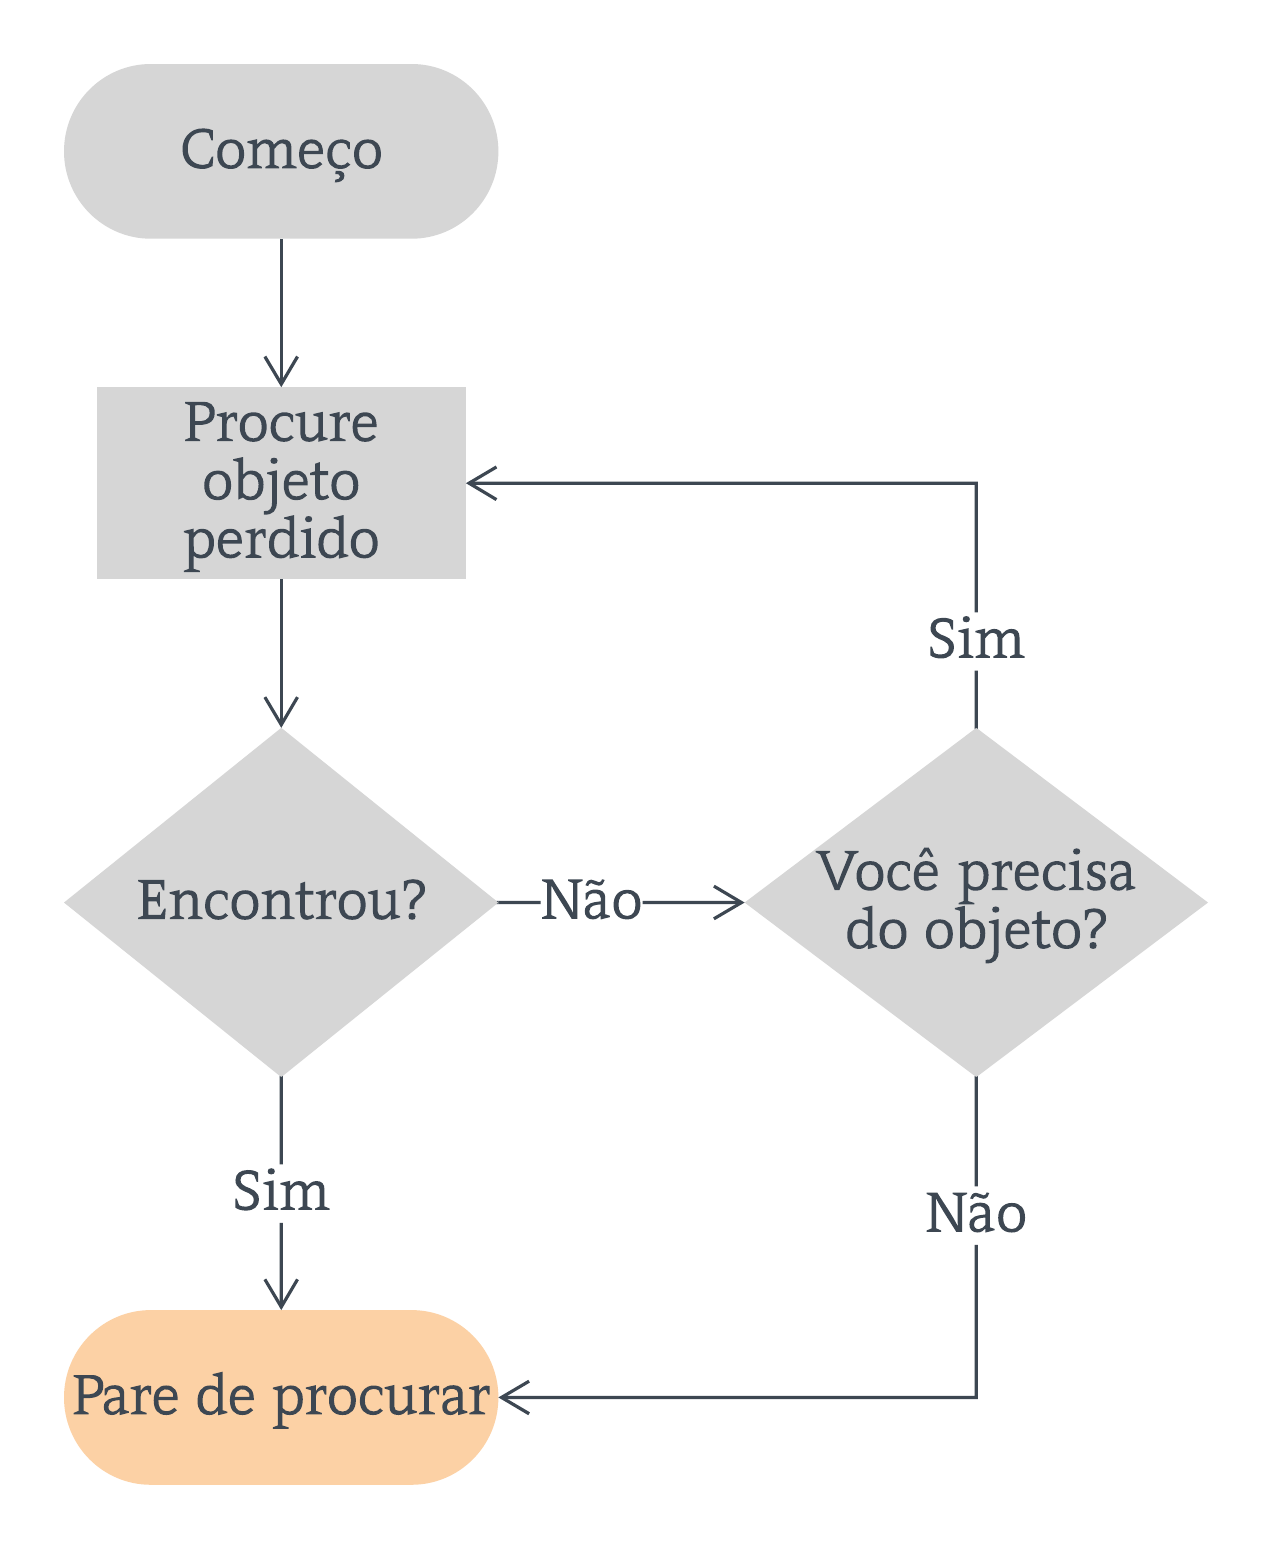 Começo
Procure
objeto
perdido
Sim
Encontrou?
Não
Você precisa
do objeto?
Sim
Não
Pare de procurar